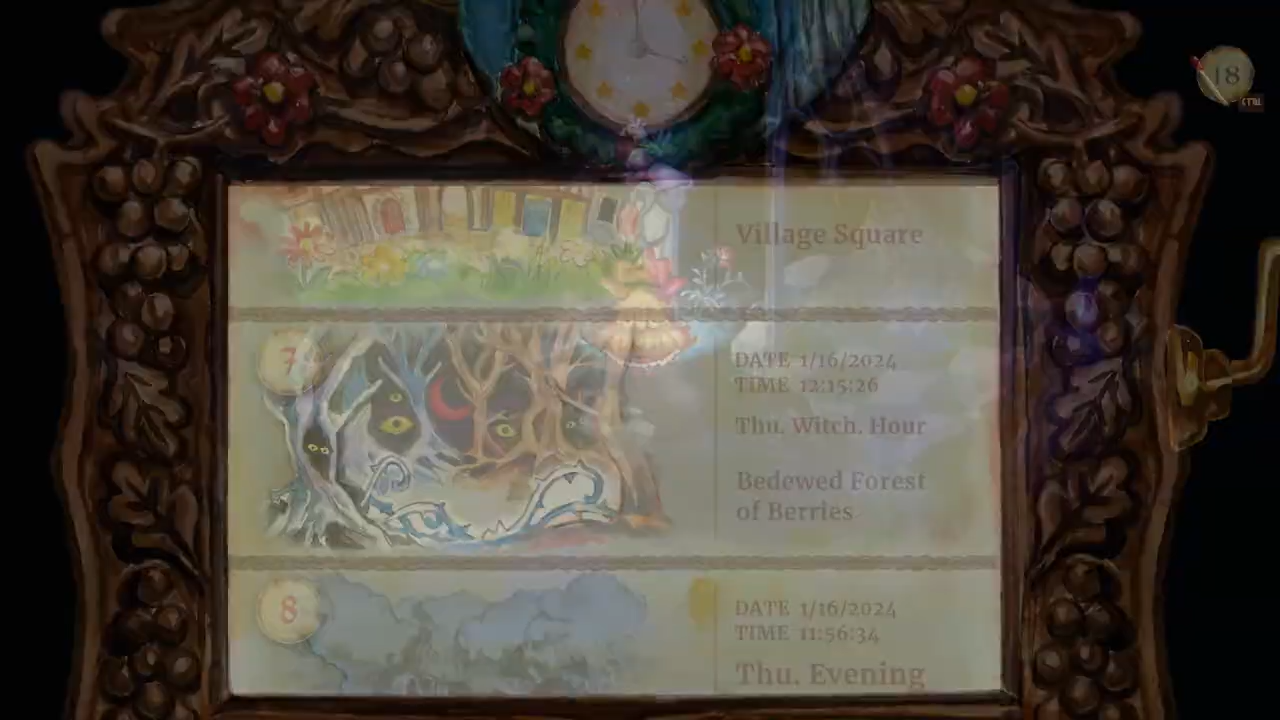 18
CTRL
Village Square
7
DATE 1/16/2024
TIME 12:15:26
Thu. Witch. Hour
Bedewed Forest
of Berries
8
DATE 1/16/2024
TIME 11:56:34
Thu. Evening